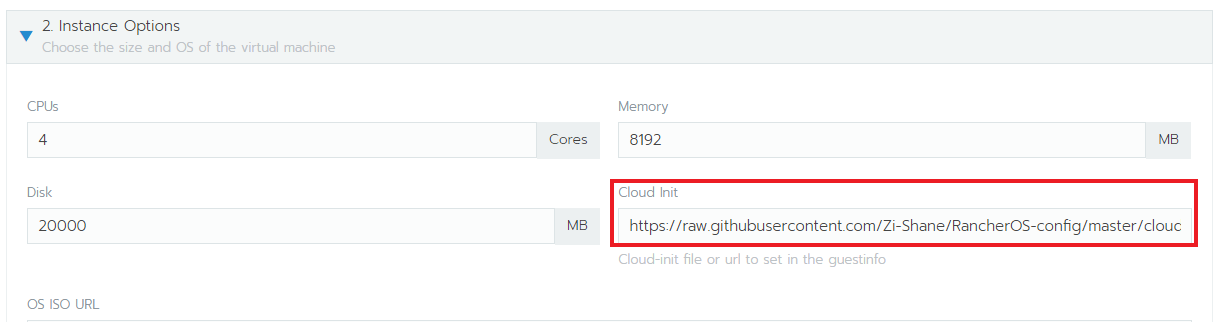 2. Instance Options
Choose the size and OS of the virtual machine
CPUs
Memory
4
Cores
8192
MB
Disk
Cloud Init
20000
MB
https://raw.githubusercontent.com/Zi-Shane/RancherOS-config/master/cloud
Cloud-init file or url to set in the guestinfo
OS ISO URL